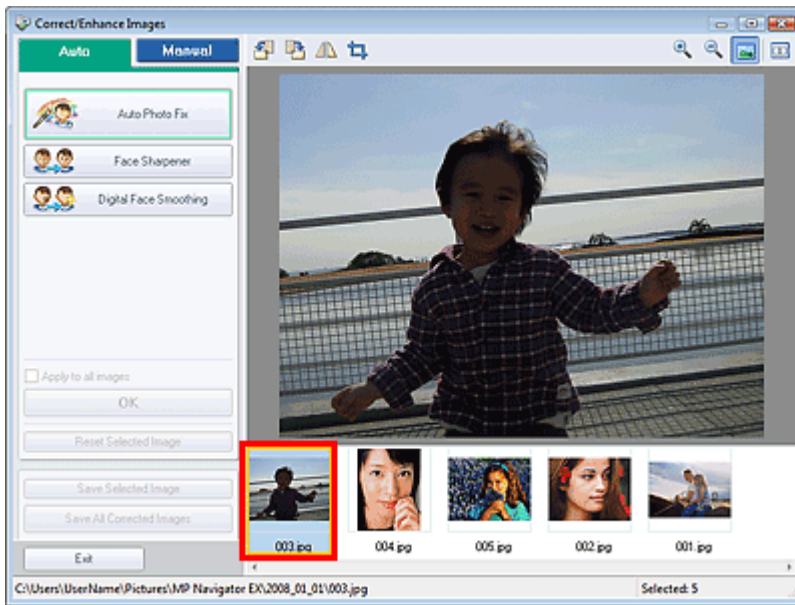 Correct/Enhance Images
Auto Manual
Auto Photo Fix
Face Sharpener
Digital Face Smoothing
Apply to all images
OK
Reset Selected Image
Save Selected Image
Save All Corrected Images
Exit
003.jpg 004.jpg 005.jpg 002.jpg 001.jpg
C:\Users\UserName\Pictures\MP Navigator EX\2008_01_01\003.jpg Selected: 5